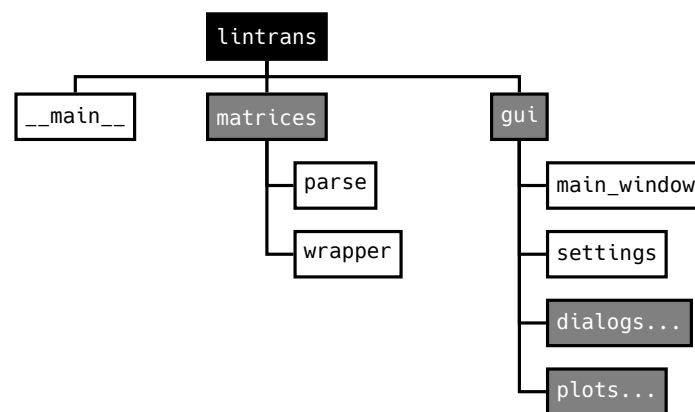 lintrans
__main__
matrices
gui
parse
main_window
wrapper
settings
dialogs...
plots...